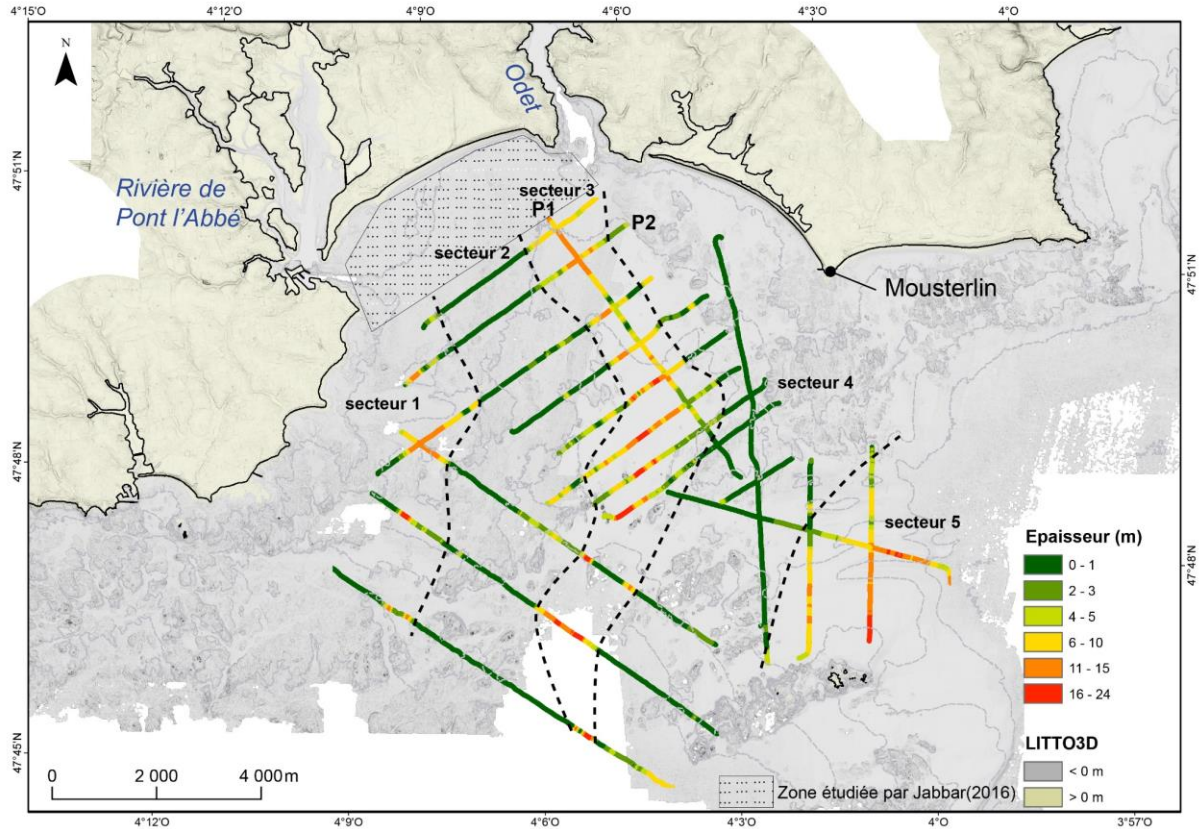 4°15'O 4°12'O 4°9'O 4°6'O 4°3'O 4°O
N
Odet
47°51'N
Rivière de
Pont l'Abbé
secteur 3
P1
P2
secteur 2
47°51'N
Mousterlin
secteur 1
secteur 4
47°48'N
secteur 5
Epaisseur (m)
0 - 1
2 - 3
4 - 5
6 - 10
11 - 15
16 - 24
47°48'N
47°45'N
LITTO3D
< 0 m
> 0 m
0 2 000 4 000m
Zone étudiée par Jabbar(2016)
4°12'O 4°9'O 4°6'O 4°3'O 4°O 3°57'O